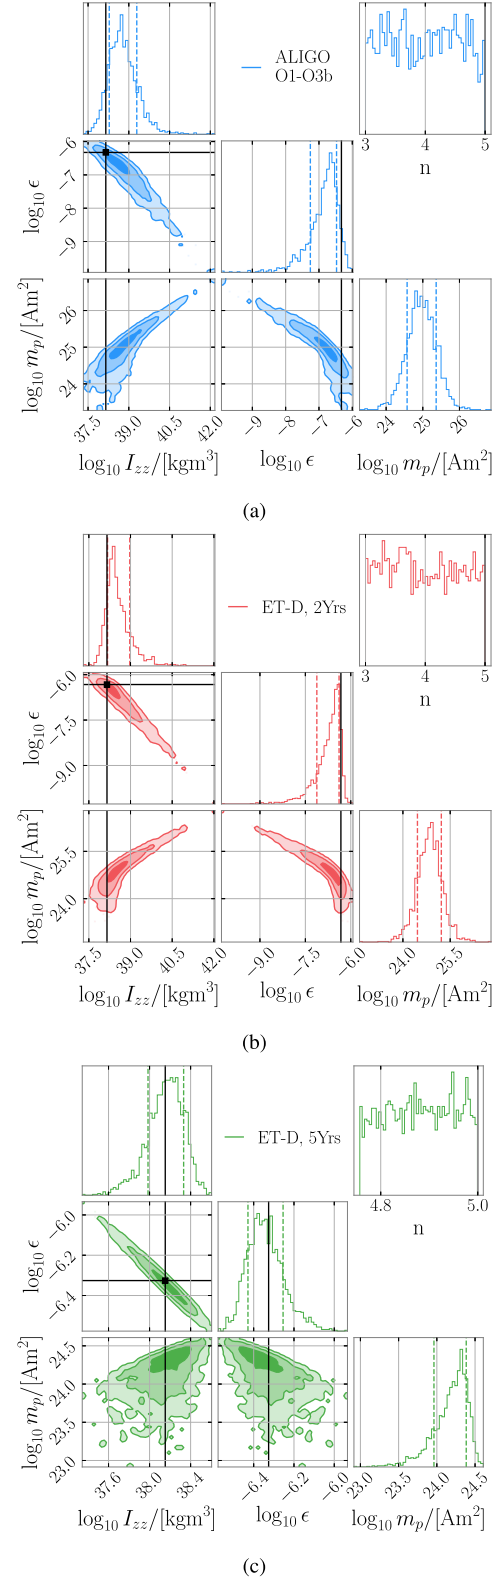 ALIGO
O1-O3b
3 4 5
n
−6
−7
−8
−9
log₁₀ ϵ
26
25
24
log₁₀ mₚ/[Am²]
37.5 39.0 40.5 42.0
−9 −8 −7 −6
25 26
log₁₀ I_zz/[kgm³]
log₁₀ ϵ
log₁₀ mₚ/[Am²]
(a)
ET-D, 2Yrs
3 4 5
n
−6.0
−7.5
−9.0
log₁₀ ϵ
25.5
24.0
log₁₀ mₚ/[Am²]
37.5 39.0 40.5 42.0
−9.0 −7.5 −6.0
24.0 25.5
log₁₀ I_zz/[kgm³]
log₁₀ ϵ
log₁₀ mₚ/[Am²]
(b)
ET-D, 5Yrs
4.8 5.0
n
−6.0
−6.2
−6.4
log₁₀ ϵ
24.5
24.0
23.5
23.0
log₁₀ mₚ/[Am²]
37.6 38.0 38.4
−6.4 −6.2 −6.0
23.0 23.5 24.0 24.5
log₁₀ I_zz/[kgm³]
log₁₀ ϵ
log₁₀ mₚ/[Am²]
(c)